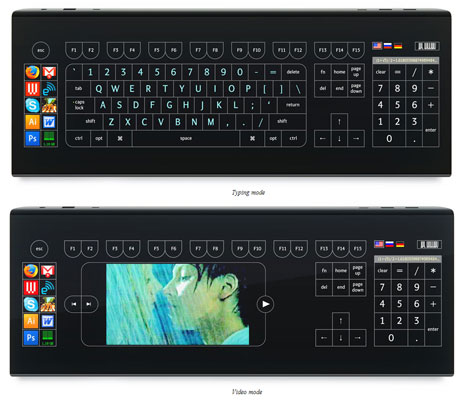 esc F1 F2 F3 F4 F5 F6 F7 F8 F9 F10 F11 F12 F13 F14 F15
` 1 2 3 4 5 6 7 8 9 0 - = delete fn home page up clear = / *
tab Q W E R T Y U I O P [ ] \ del end page down 7 8 9 -
caps lock A S D F G H J K L ; ' return 4 5 6 +
shift Z X C V B N M , . / shift ↑ 1 2 3 enter
ctrl opt ⌘ space ⌘ opt ctrl ← ↓ → 0 .
Ai W
Ps
Typing mode
esc F1 F2 F3 F4 F5 F6 F7 F8 F9 F10 F11 F12 F13 F14 F15
fn home page up clear = / *
del end page down 7 8 9 -
4 5 6 +
↑ 1 2 3 enter
← ↓ → 0 .
Ai W
Ps
Video mode